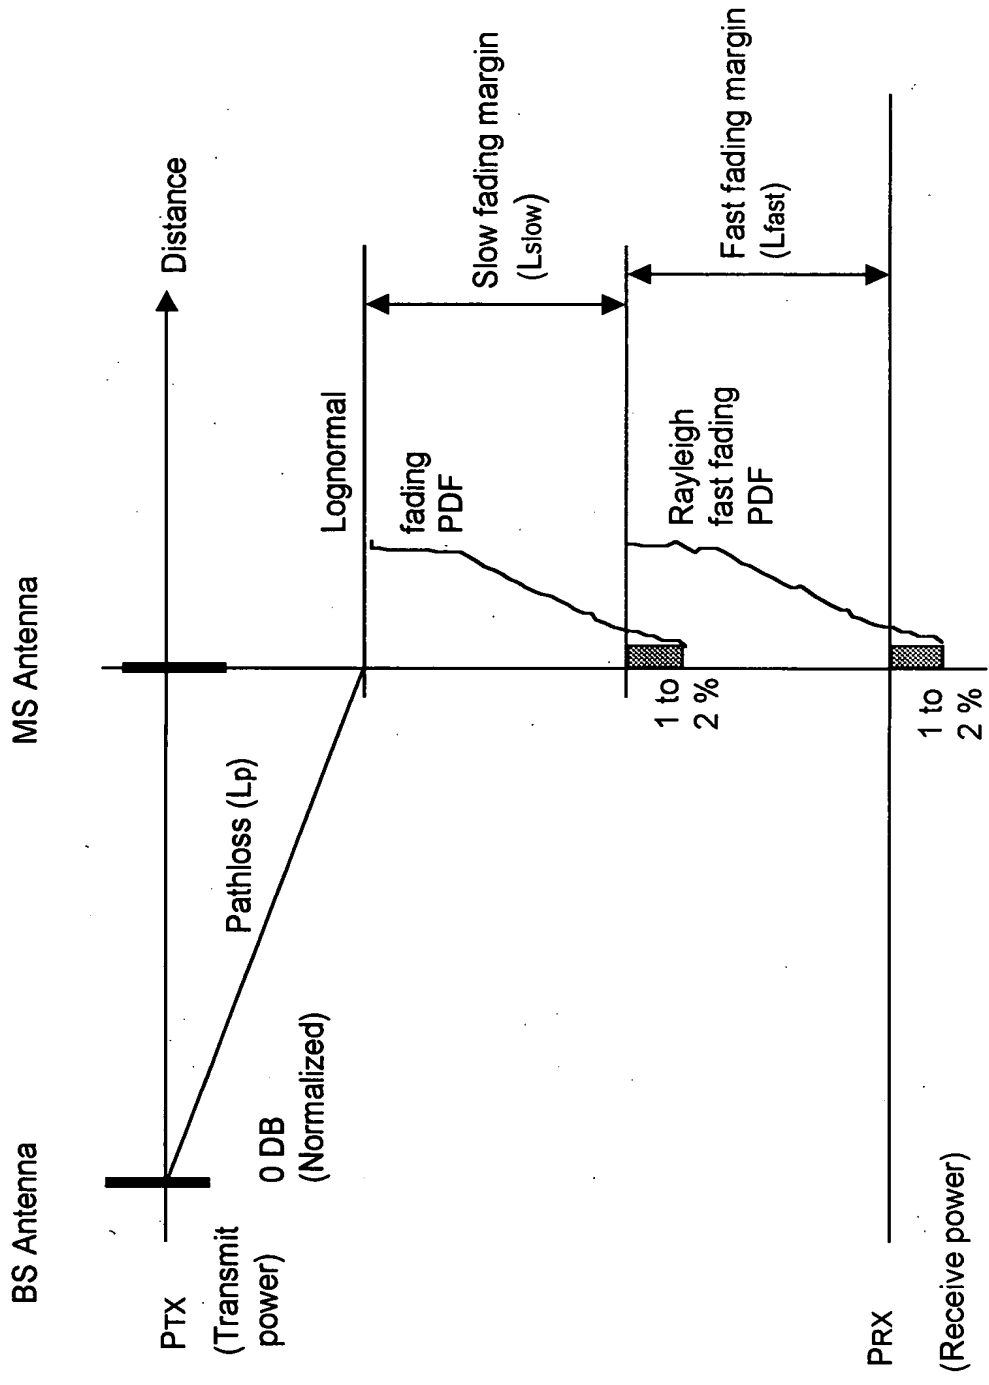 BS Antenna
MS Antenna
PTX
(Transmit
power)
0 DB
(Normalized)
Pathloss (Lp)
Distance
Lognormal
fading
PDF
Slow fading margin
(Lslow)
1 to
2 %
Rayleigh
fast fading
PDF
Fast fading margin
(Lfast)
PRX
(Receive power)
1 to
2 %